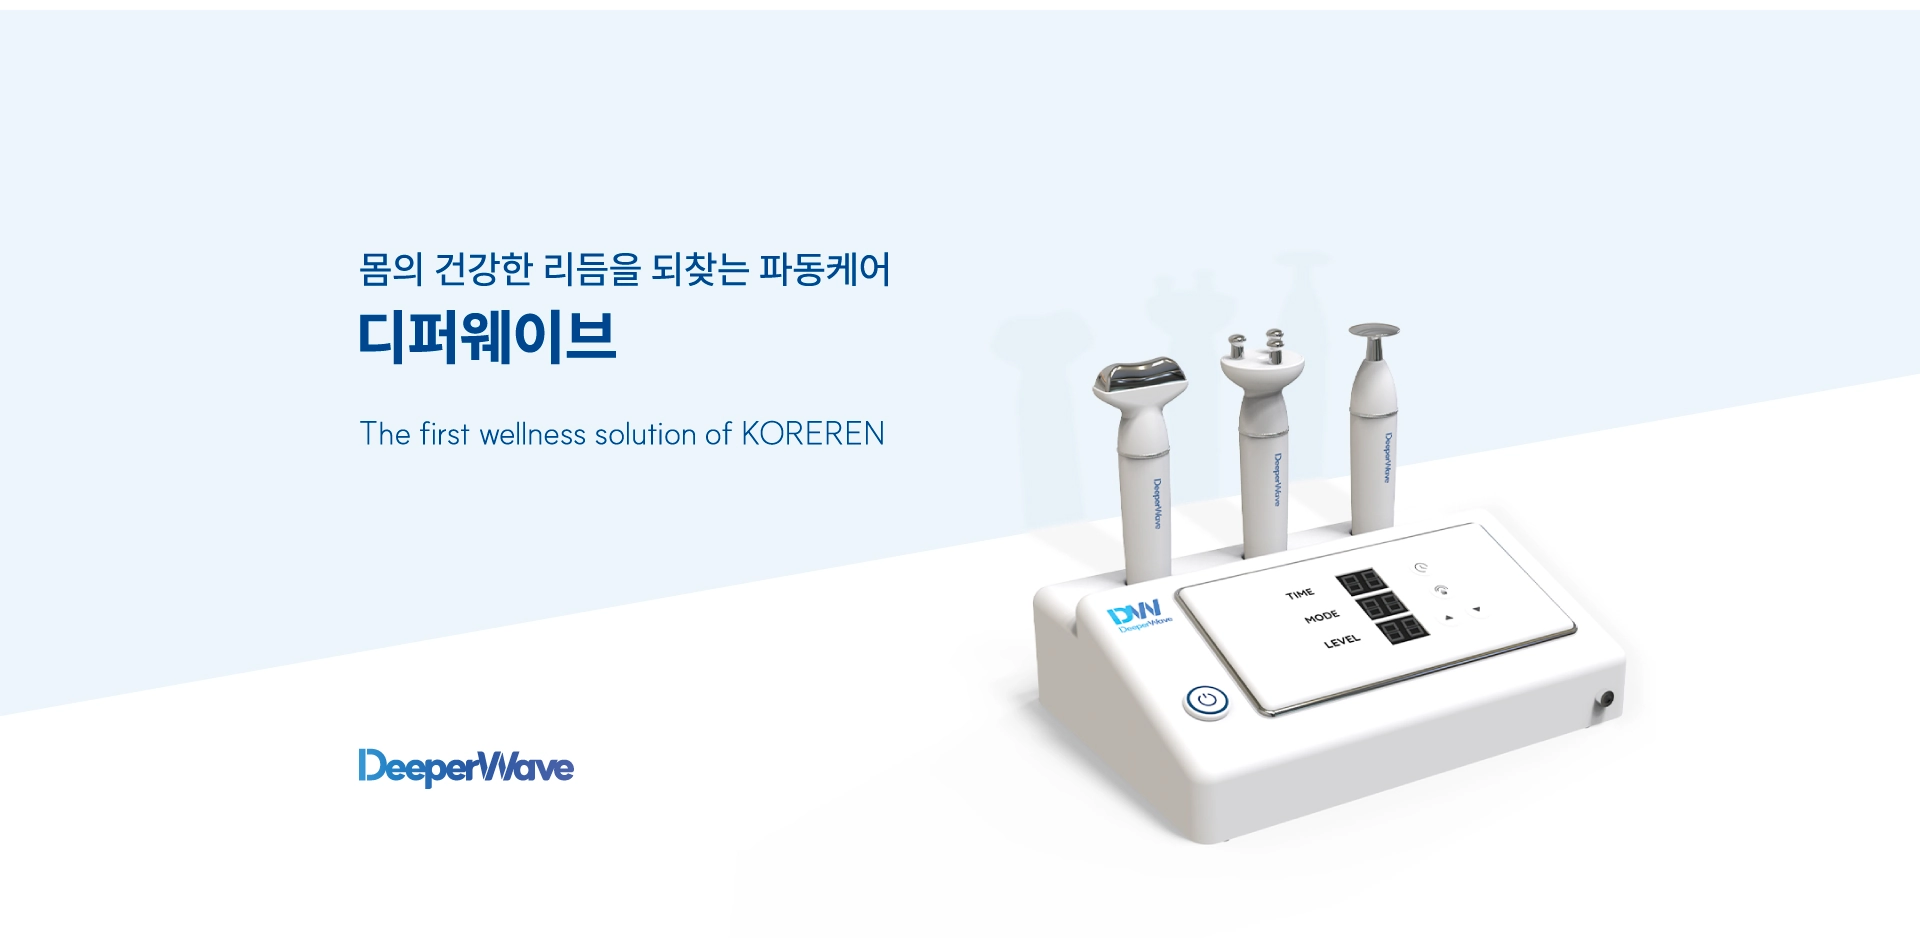 몸의 건강한 리듬을 되찾는 파동케어
디퍼웨이브
The first wellness solution of KOREREN
DeeperWave
DeeperWave
DeeperWave
DW
DeeperWave
TIME
MODE
LEVEL
DeeperWave